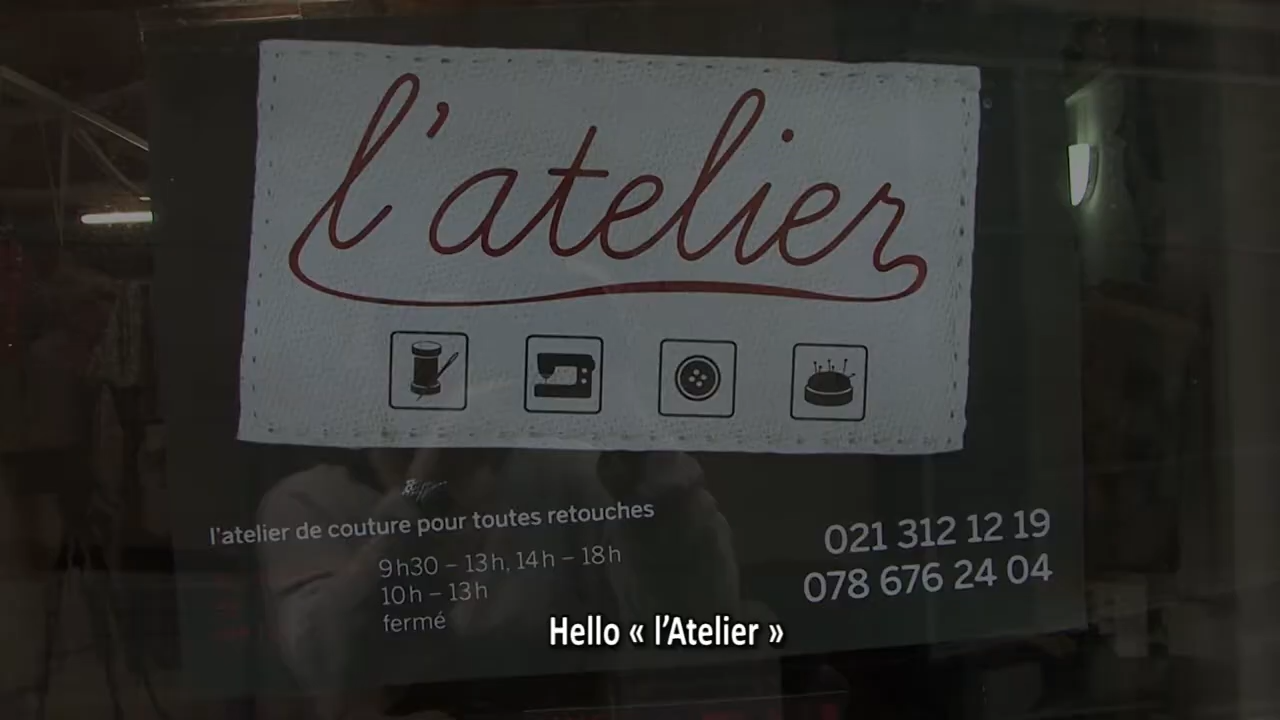 l'atelier
l'atelier de couture pour toutes retouches
9h30 – 13h, 14h – 18h
10h – 13h
fermé
021 312 12 19
078 676 24 04
Hello « l'Atelier »